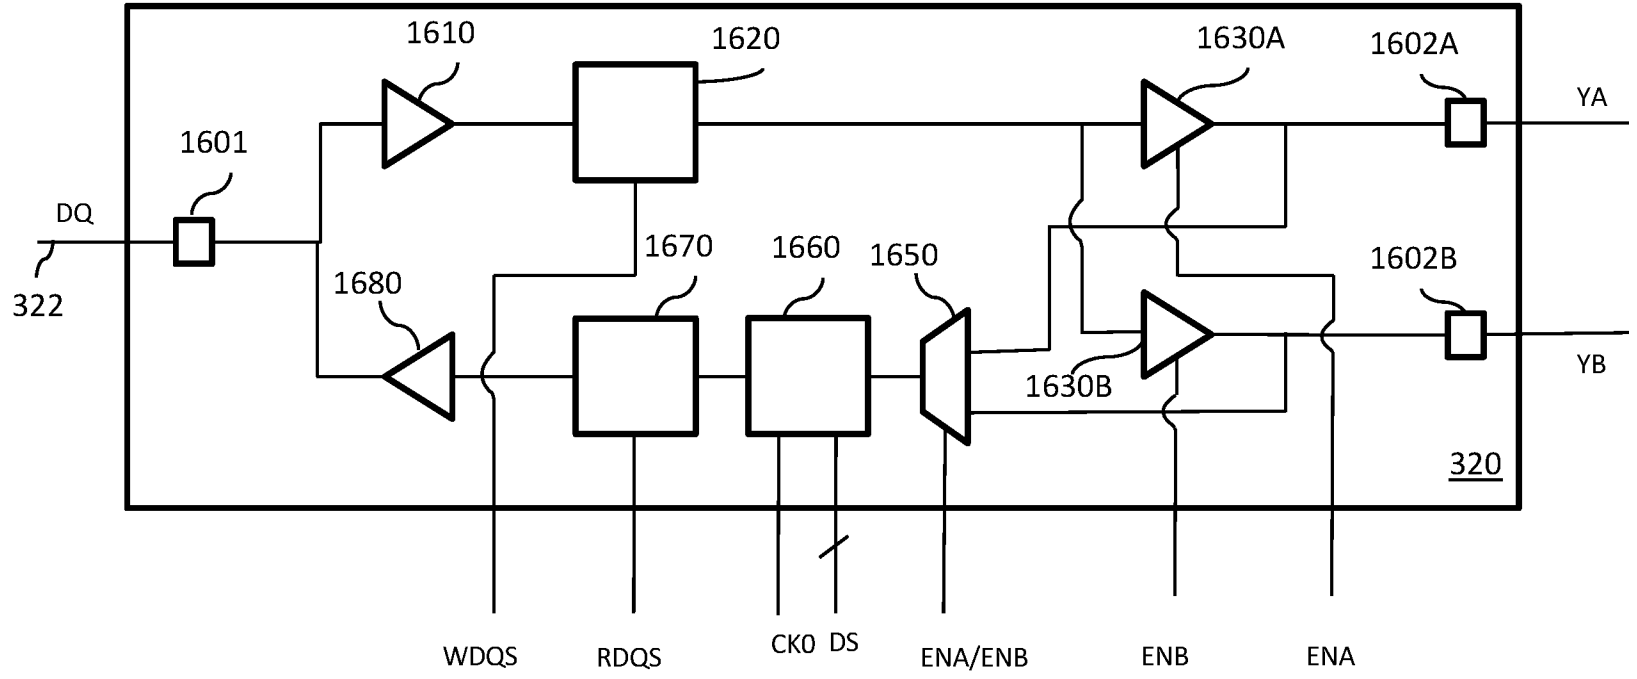 1610
1620
1630A
1602A
YA
1601
DQ
1670
1660
1650
1602B
1680
322
1630B
YB
320
WDQS
RDQS
CK0
DS
ENA/ENB
ENB
ENA